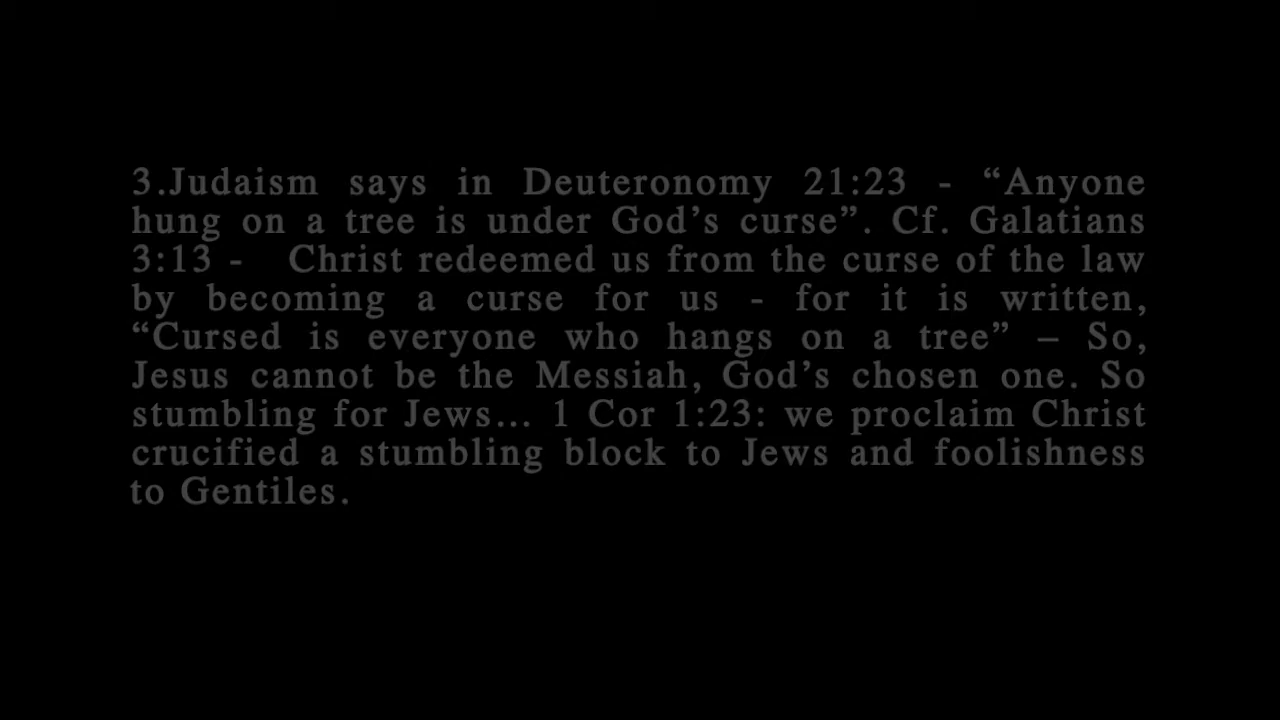 3.Judaism says in Deuteronomy 21:23 - “Anyone
hung on a tree is under God’s curse”. Cf. Galatians
3:13 - Christ redeemed us from the curse of the law
by becoming a curse for us - for it is written,
“Cursed is everyone who hangs on a tree” – So,
Jesus cannot be the Messiah, God’s chosen one. So
stumbling for Jews... 1 Cor 1:23: we proclaim Christ
crucified a stumbling block to Jews and foolishness
to Gentiles.